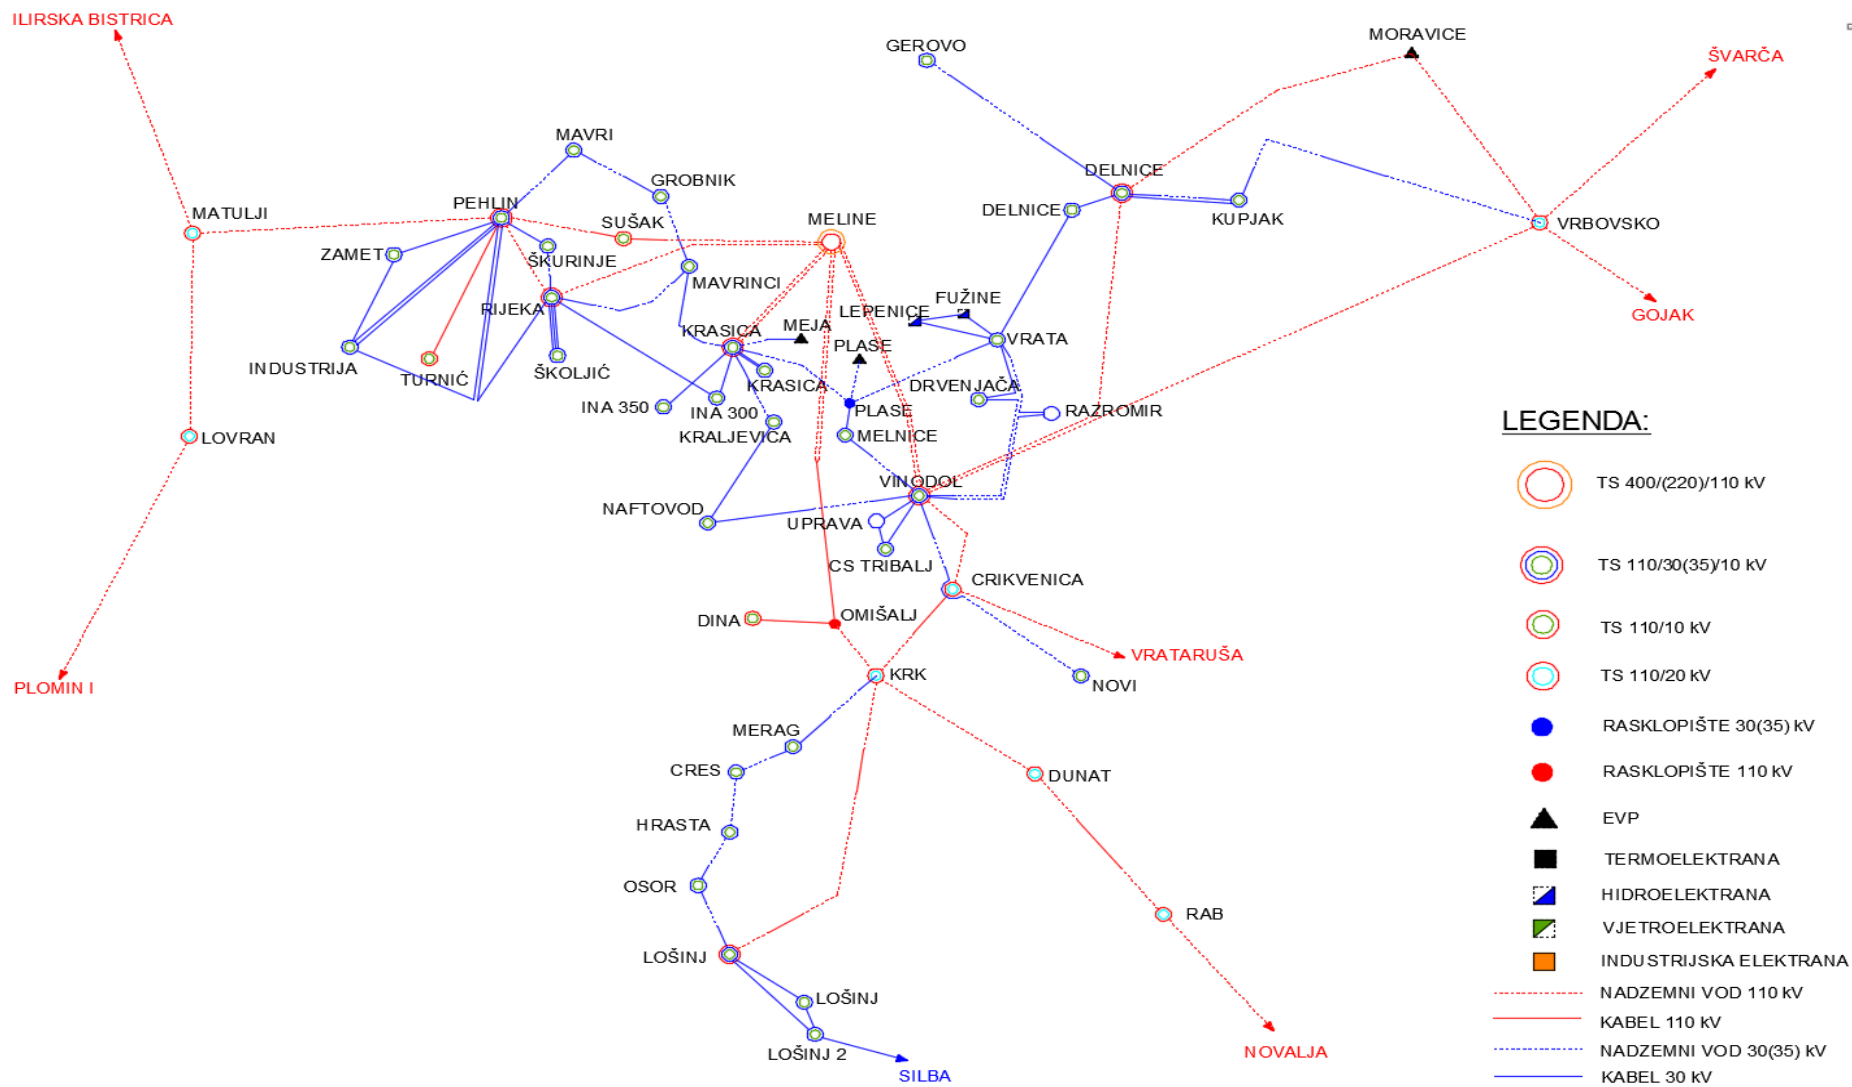 ILIRSKA BISTRICA
MORAVICE
GEROVO
ŠVARČA
MAVRI
DELNICE
GROBNIK
PEHLIN
MATULJI
SUŠAK
MELINE
DELNICE
KUPJAK
VRBOVSKO
ZAMET
ŠKURINJE
MAVRINCI
FUŽINE
LEPENICE
RIJEKA
GOJAK
KRASICA
MEJA
PLASE
VRATA
INDUSTRIJA
TURNIĆ
ŠKOLJIĆ
KRASICA
DRVENJAČA
INA 350
INA 300
PLASE
RAZROMIR
KRALJEVICA
MELNICE
LOVRAN
VINODOL
NAFTOVOD
UPRAVA
CS TRIBALJ
CRIKVENICA
DINA
OMIŠALJ
VRATARUŠA
PLOMIN I
KRK
NOVI
MERAG
CRES
DUNAT
HRASTA
OSOR
RAB
LOŠINJ
LOŠINJ
LOŠINJ 2
NOVALJA
SILBA
LEGENDA:
TS 400/(220)/110 kV
TS 110/30(35)/10 kV
TS 110/10 kV
TS 110/20 kV
RASKLOPIŠTE 30(35) kV
RASKLOPIŠTE 110 kV
EVP
TERMOELEKTRANA
HIDROELEKTRANA
VJETROELEKTRANA
INDUSTRIJSKA ELEKTRANA
NADZEMNI VOD 110 kV
KABEL 110 kV
NADZEMNI VOD 30(35) kV
KABEL 30 kV